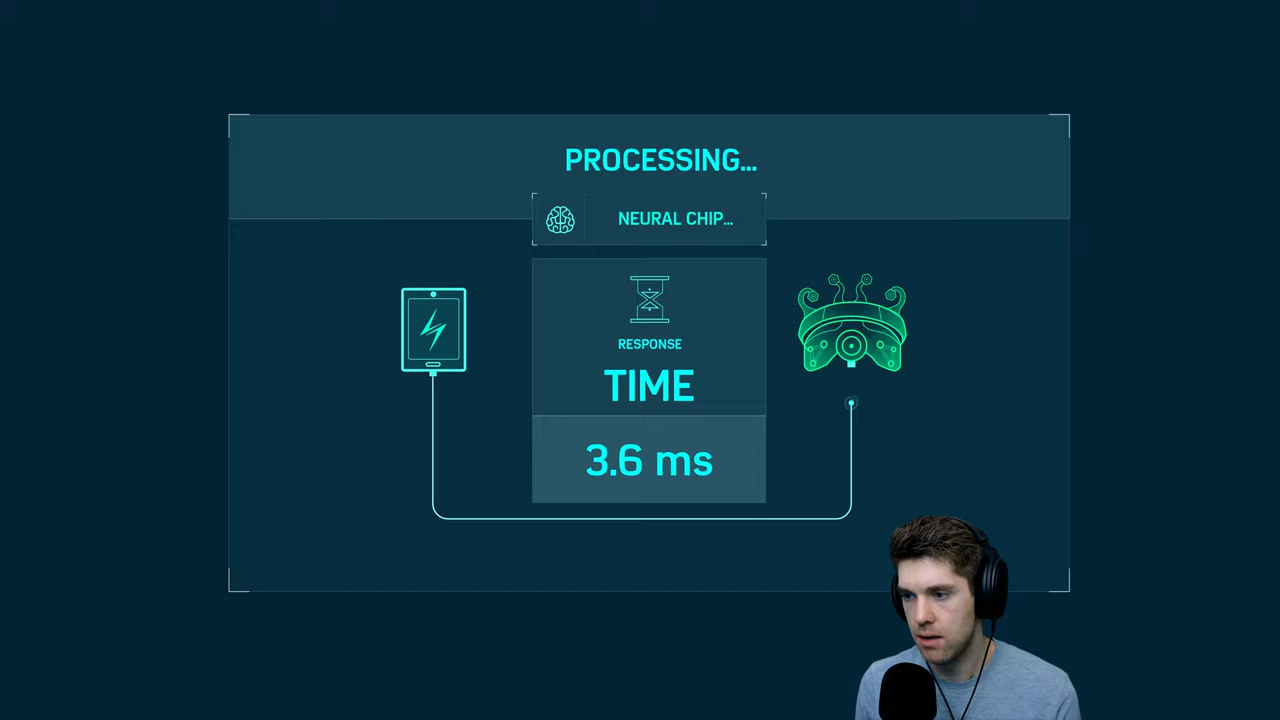 PROCESSING...
NEURAL CHIP...
RESPONSE
TIME
3.6 ms